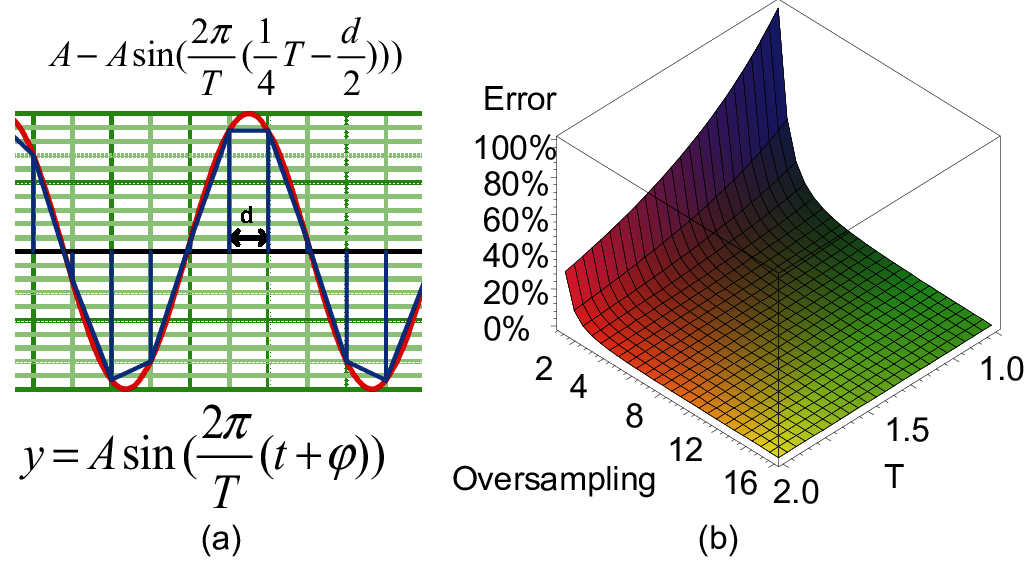 A − A sin(2π/T (1/4 T − d/2)))
d
y = A sin(2π/T (t + φ))
(a)
Error
100%
80%
60%
40%
20%
0%
2
4
8
12
16
Oversampling
1.0
1.5
2.0
T
(b)